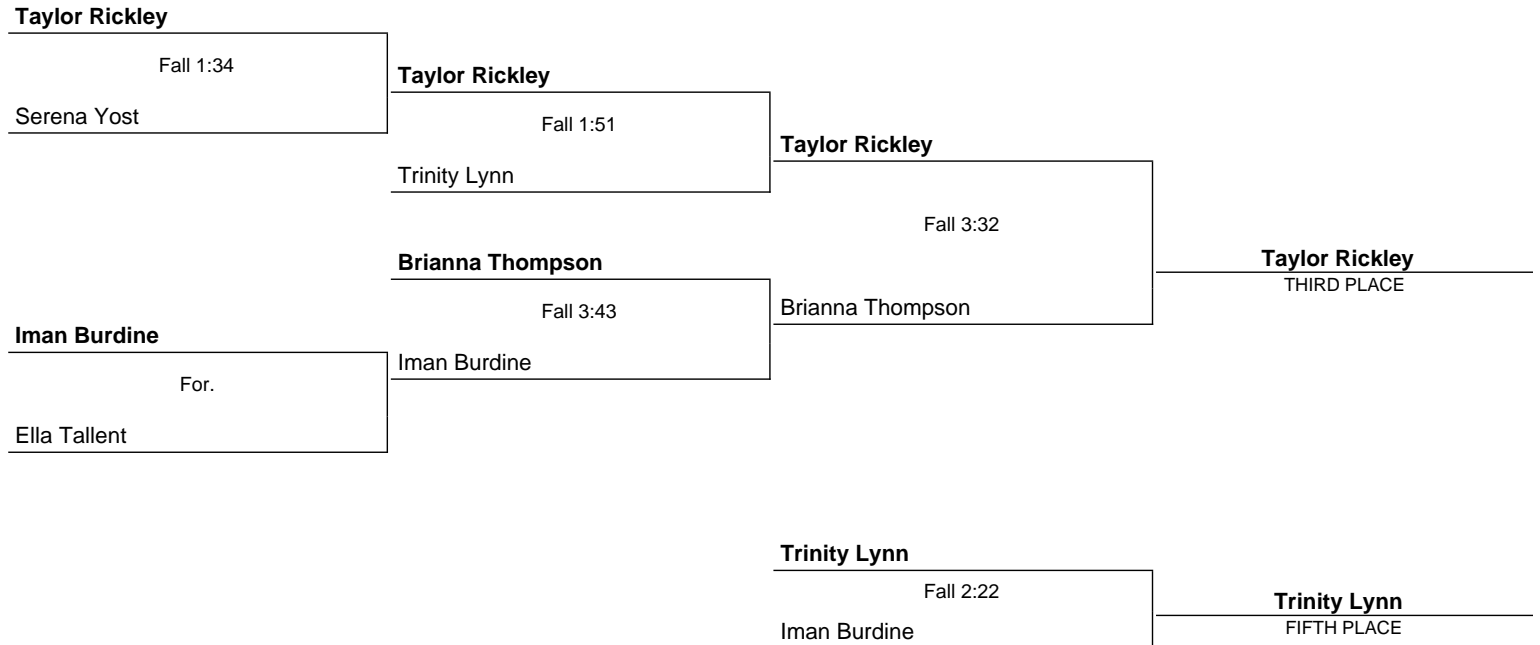 Taylor Rickley
Fall 1:34
Serena Yost
Taylor Rickley
Fall 1:51
Trinity Lynn
Taylor Rickley
Fall 3:32
Brianna Thompson
Taylor Rickley
THIRD PLACE
Brianna Thompson
Fall 3:43
Iman Burdine
Iman Burdine
For.
Ella Tallent
Trinity Lynn
Fall 2:22
Iman Burdine
Trinity Lynn
FIFTH PLACE